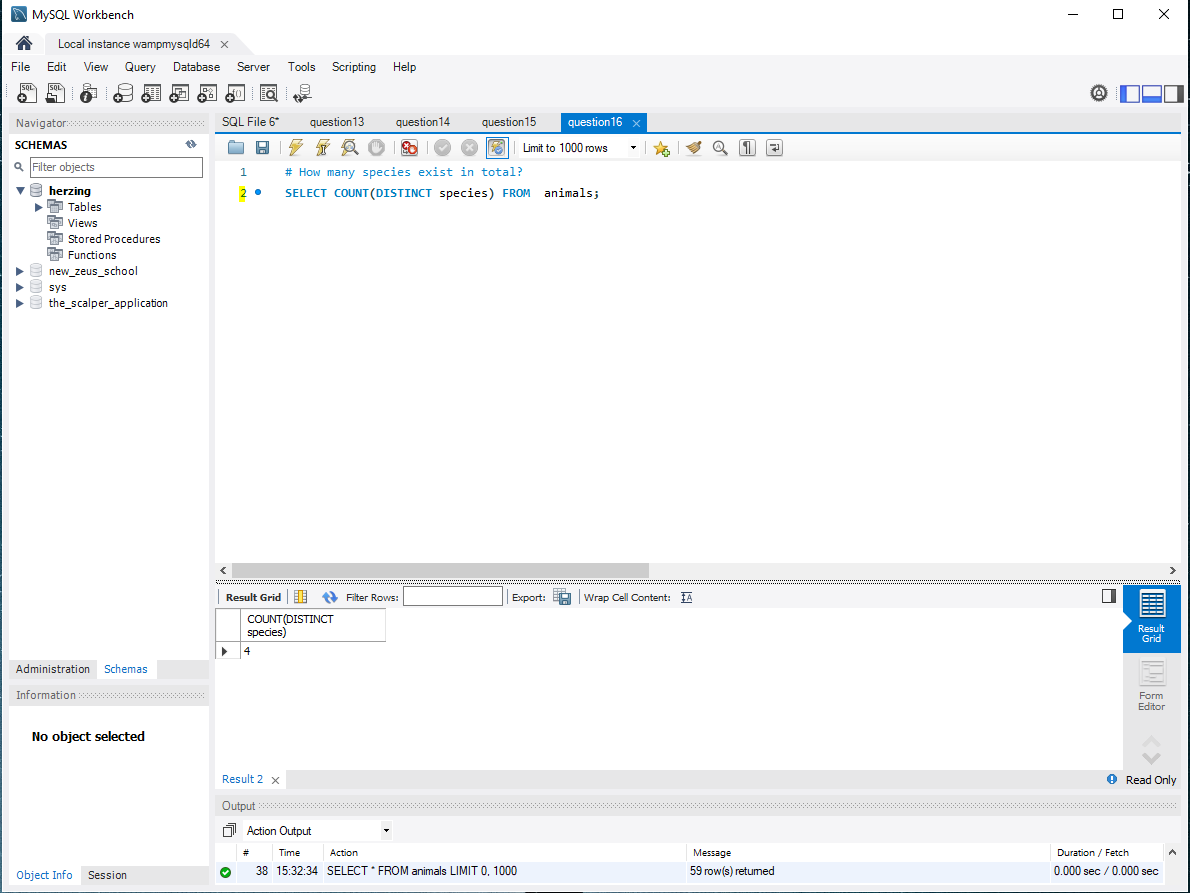 MySQL Workbench
Local instance wampmysqld64
File Edit View Query Database Server Tools Scripting Help
Navigator
SCHEMAS
Filter objects
herzing
Tables
Views
Stored Procedures
Functions
new_zeus_school
sys
the_scalper_application
Administration Schemas
Information
No object selected
Object Info Session
SQL File 6* question13 question14 question15 question16
Limit to 1000 rows
1 # How many species exist in total?
2 SELECT COUNT(DISTINCT species) FROM animals;
Result Grid Filter Rows: Export: Wrap Cell Content:
COUNT(DISTINCT
species)
4
Result
Grid
Form
Editor
Result 2 Read Only
Output
Action Output
# Time Action Message Duration / Fetch
38 15:32:34 SELECT * FROM animals LIMIT 0, 1000 59 row(s) returned 0.000 sec / 0.000 sec